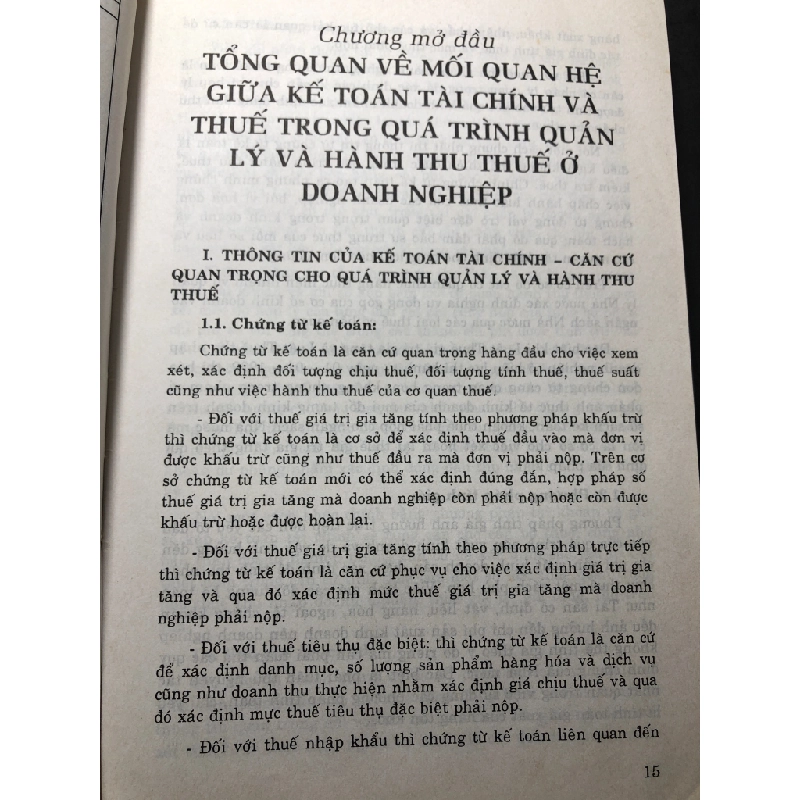 Chương mở đầu
TỔNG QUAN VỀ MỐI QUAN HỆ
GIỮA KẾ TOÁN TÀI CHÍNH VÀ
THUẾ TRONG QUÁ TRÌNH QUẢN
LÝ VÀ HÀNH THU THUẾ Ở
DOANH NGHIỆP
I. THÔNG TIN CỦA KẾ TOÁN TÀI CHÍNH – CĂN CỨ
QUAN TRỌNG CHO QUÁ TRÌNH QUẢN LÝ VÀ HÀNH THU
THUẾ
1.1. Chứng từ kế toán:
Chứng từ kế toán là căn cứ quan trọng hàng đầu cho việc xem
xét, xác định đối tượng chịu thuế, đối tượng tính thuế, thuế suất
cũng như việc hành thu thuế của cơ quan thuế.
- Đối với thuế giá trị gia tăng tính theo phương pháp khấu trừ
thì chứng từ kế toán là cơ sở để xác định thuế đầu vào mà đơn vị
được khấu trừ cũng như thuế đầu ra mà đơn vị phải nộp. Trên cơ
sở chứng từ kế toán mới có thể xác định đúng đắn, hợp pháp số
thuế giá trị gia tăng mà doanh nghiệp còn phải nộp hoặc còn được
khấu trừ hoặc được hoàn lại.
- Đối với thuế giá trị gia tăng tính theo phương pháp trực tiếp
thì chứng từ kế toán là căn cứ phục vụ cho việc xác định giá trị gia
tăng và qua đó xác định mức thuế giá trị gia tăng mà doanh
nghiệp phải nộp.
- Đối với thuế tiêu thụ đặc biệt: thì chứng từ kế toán là căn cứ
để xác định danh mục, số lượng sản phẩm hàng hóa và dịch vụ
cũng như doanh thu thực hiện nhằm xác định giá chịu thuế và qua
đó xác định mực thuế tiêu thụ đặc biệt phải nộp.
- Đối với thuế nhập khẩu thì chứng từ kế toán liên quan đến
15